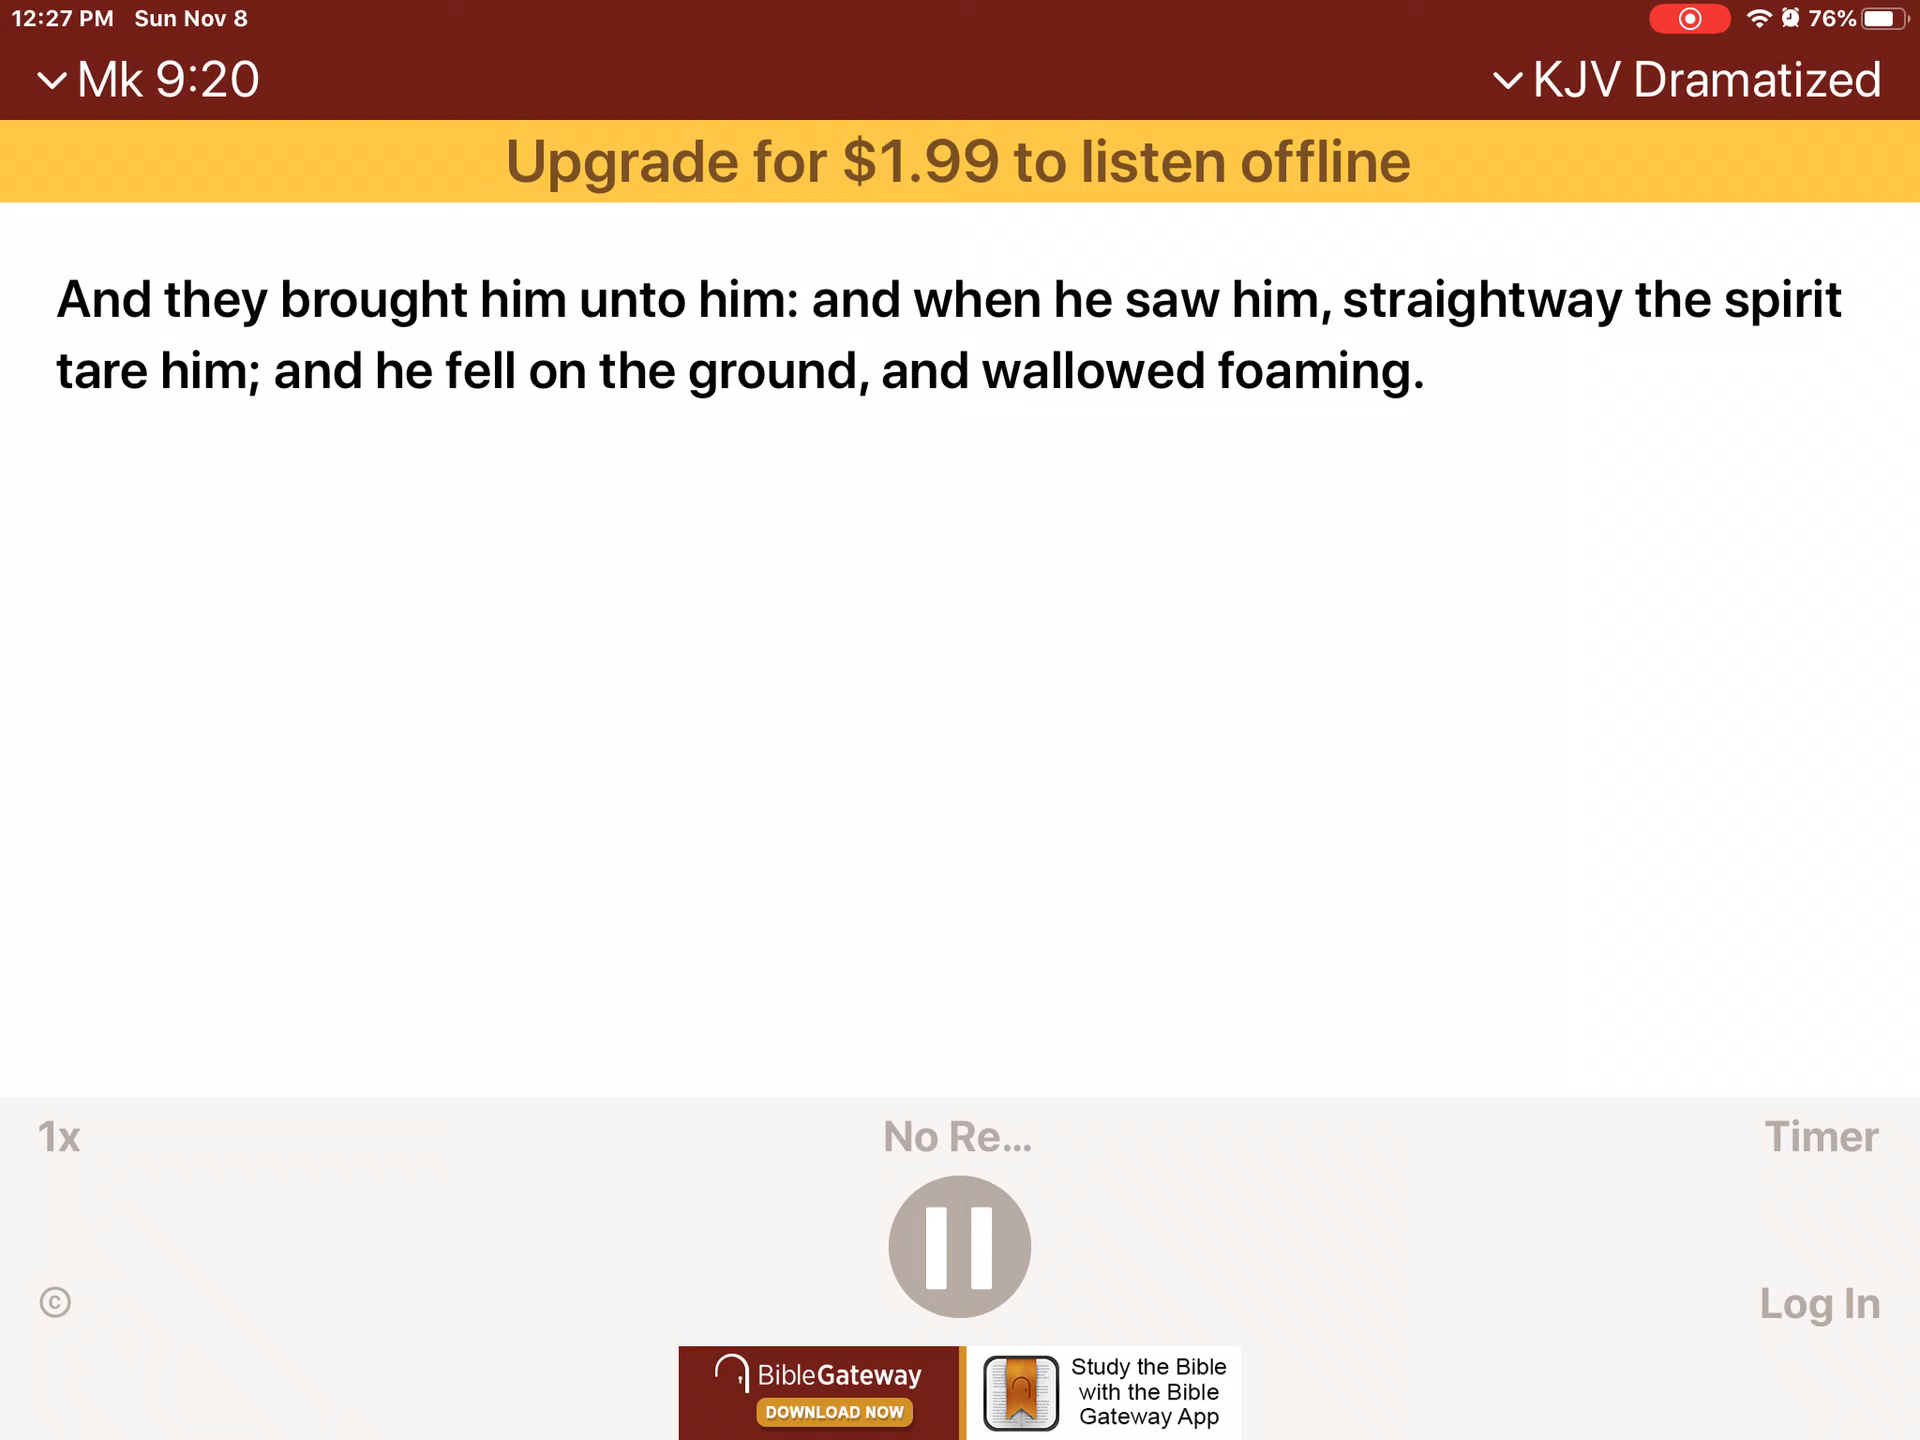 12:27 PM Sun Nov 8 76%
Mk 9:20 KJV Dramatized
Upgrade for $1.99 to listen offline
And they brought him unto him: and when he saw him, straightway the spirit
tare him; and he fell on the ground, and wallowed foaming.
1x No Re... Timer
© Log In
BibleGateway
DOWNLOAD NOW
Study the Bible
with the Bible
Gateway App